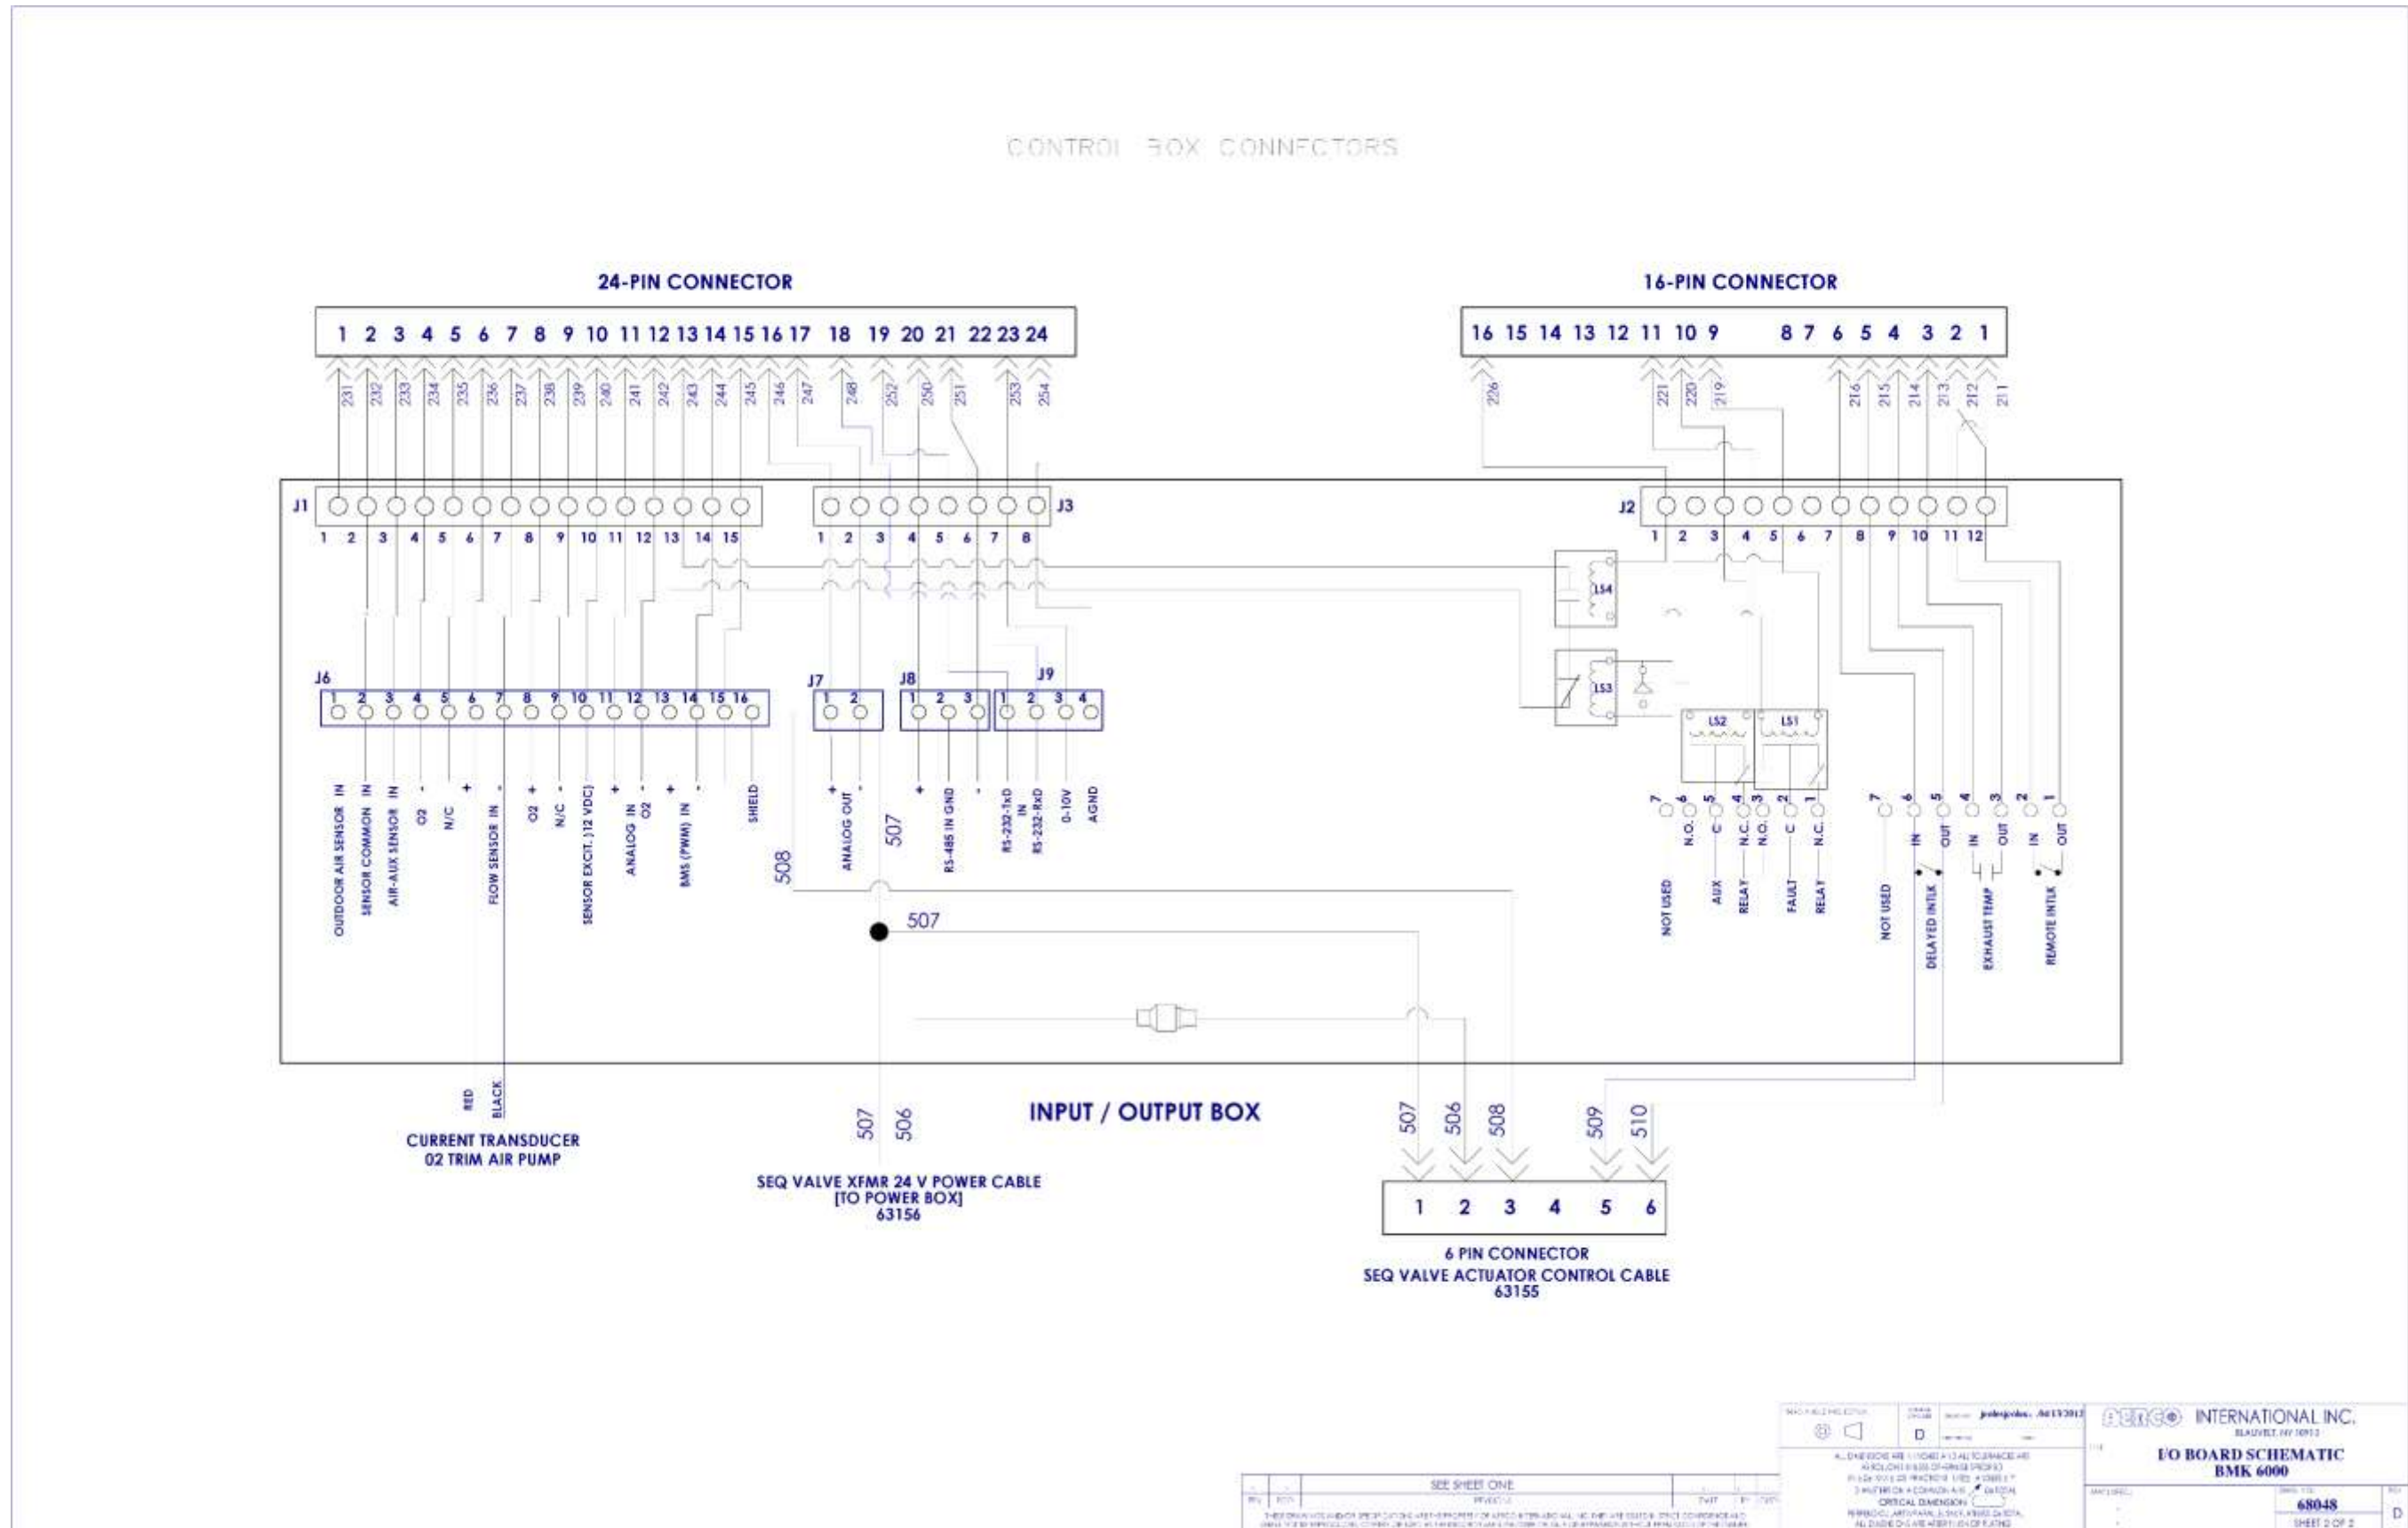 CONTROL BOX CONNECTORS
24-PIN CONNECTOR
16-PIN CONNECTOR
1 2 3 4 5 6 7 8 9 10 11 12 13 14 15 16 17 18 19 20 21 22 23 24
16 15 14 13 12 11 10 9 8 7 6 5 4 3 2 1
231 232 233 234 235 236 237 238 239 240 241 242 243 244 245 246 247 248 252 250 251 253 254
226 221 220 219 216 215 214 213 212 211
J1
J3
J2
1 2 3 4 5 6 7 8 9 10 11 12 13 14 15
1 2 3 4 5 6 7 8
1 2 3 4 5 6 7 8 9 10 11 12
LS4
LS3
LS2 LS1
J6
1 2 3 4 5 6 7 8 9 10 11 12 13 14 15 16
J7
1 2
J8
1 2 3
J9
1 2 3 4
OUTDOOR AIR SENSOR IN
SENSOR COMMON IN
AIR-AUX SENSOR IN
O2 -
N/C
+
FLOW SENSOR IN -
O2 +
N/C -
SENSOR EXCIT. )12 VDC)
+
ANALOG IN
O2 -
+
BMS (PWM) IN
-
SHIELD
+
ANALOG OUT -
+
RS-485 IN GND
-
RS-232-TxD
IN
RS-232-RxD
0-10V
AGND
7 6 5 4 3 2 1
N.O. C N.C. N.O. C N.C.
NOT USED
AUX
RELAY
FAULT
RELAY
7 6 5 4 3 2 1
IN OUT IN OUT IN OUT
NOT USED
DELAYED INTLK
EXHAUST TEMP
REMOTE INTLK
508
507
507
RED
BLACK
CURRENT TRANSDUCER
02 TRIM AIR PUMP
507
506
INPUT / OUTPUT BOX
SEQ VALVE XFMR 24 V POWER CABLE
[TO POWER BOX]
63156
507 506 508 509 510
1 2 3 4 5 6
6 PIN CONNECTOR
SEQ VALVE ACTUATOR CONTROL CABLE
63155
SEE SHEET ONE
D
CRITICAL DIMENSION
AERCO INTERNATIONAL INC.
I/O BOARD SCHEMATIC
BMK 6000
68048
SHEET 2 OF 2
D